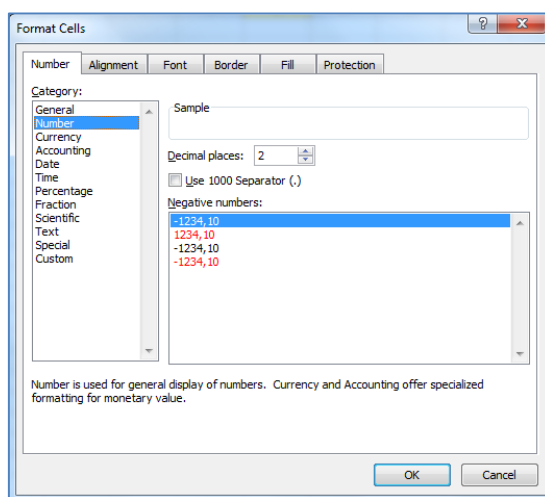 Format Cells
Number Alignment Font Border Fill Protection
Category:
General
Number
Currency
Accounting
Date
Time
Percentage
Fraction
Scientific
Text
Special
Custom
Sample
Decimal places: 2
Use 1000 Separator (.)
Negative numbers:
-1234,10
1234,10
-1234,10
-1234,10
Number is used for general display of numbers. Currency and Accounting offer specialized
formatting for monetary value.
OK Cancel